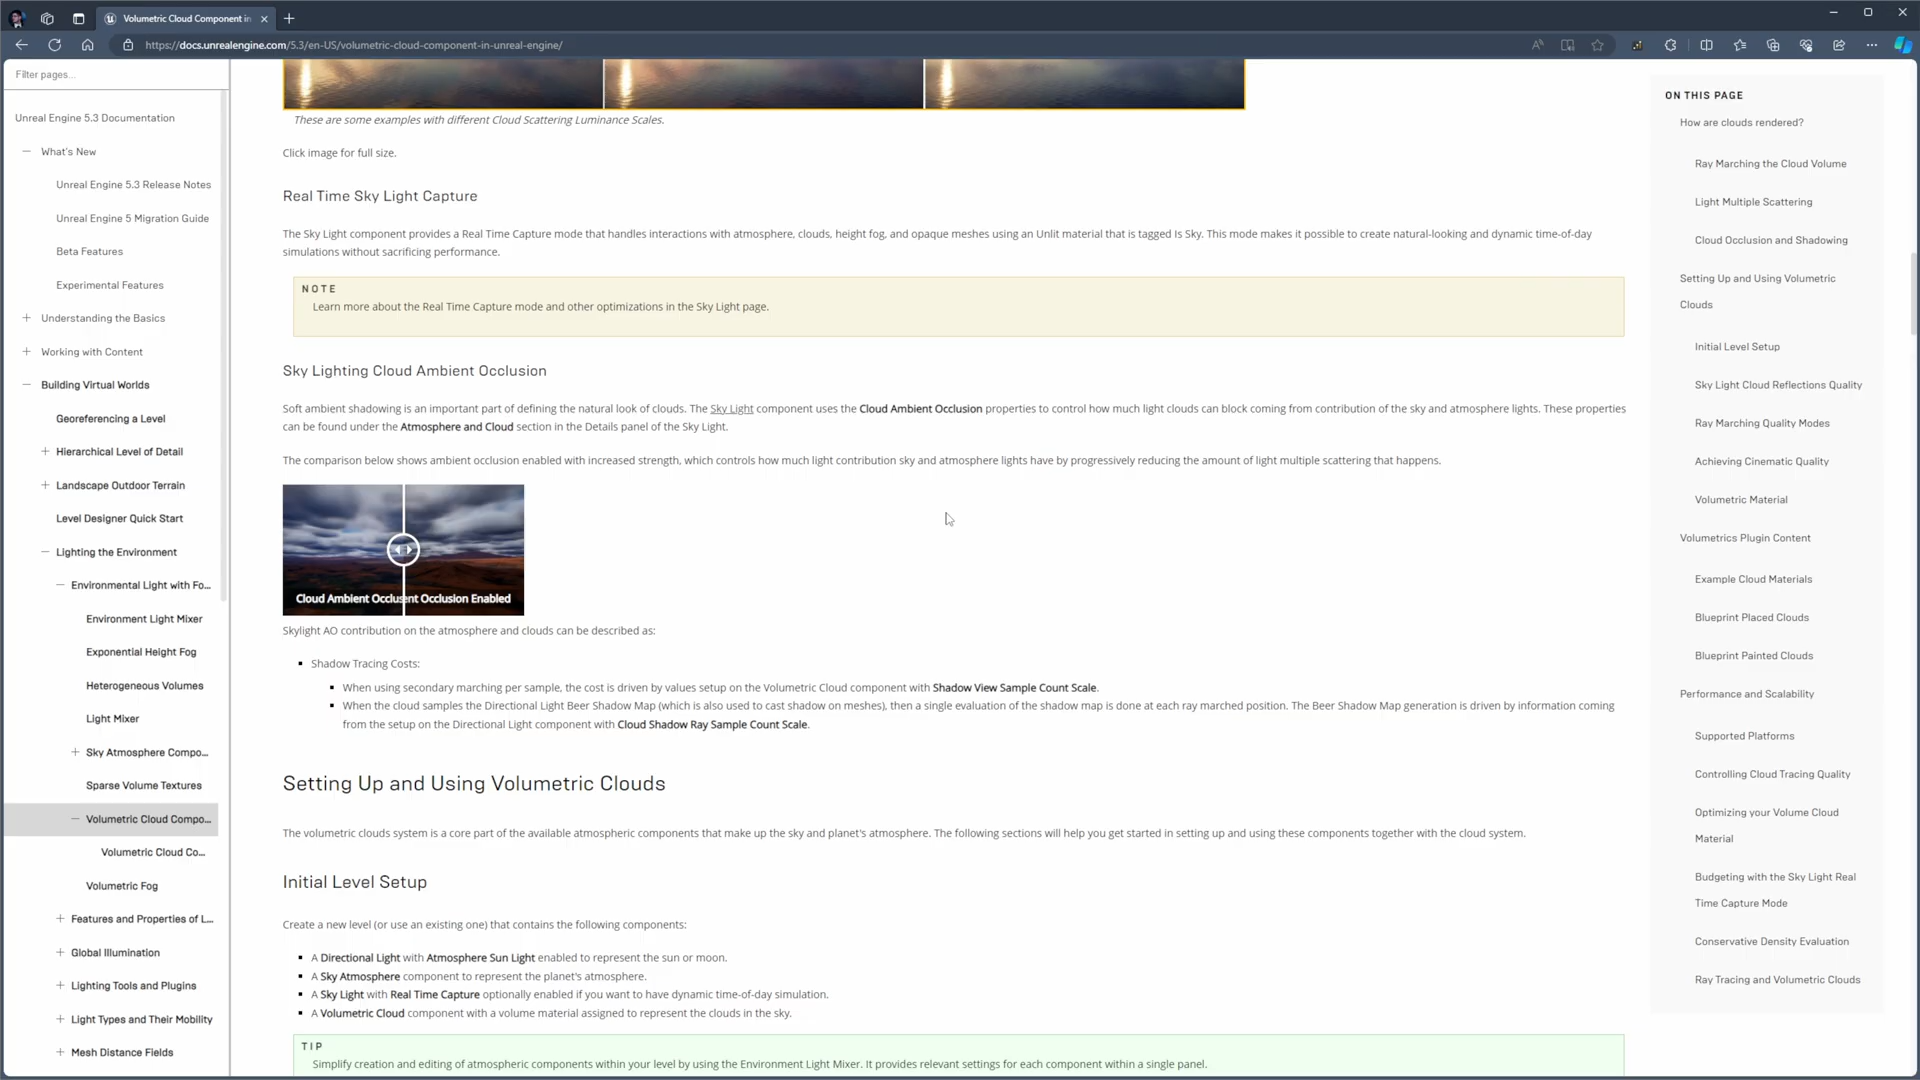 Volumetric Cloud Component in
https://docs.unrealengine.com/5.3/en-US/volumetric-cloud-component-in-unreal-engine/
Filter pages...
Unreal Engine 5.3 Documentation
What's New
Unreal Engine 5.3 Release Notes
Unreal Engine 5 Migration Guide
Beta Features
Experimental Features
Understanding the Basics
Working with Content
Building Virtual Worlds
Georeferencing a Level
Hierarchical Level of Detail
Landscape Outdoor Terrain
Level Designer Quick Start
Lighting the Environment
Environmental Light with Fo...
Environment Light Mixer
Exponential Height Fog
Heterogeneous Volumes
Light Mixer
Sky Atmosphere Compo...
Sparse Volume Textures
Volumetric Cloud Compo...
Volumetric Cloud Co...
Volumetric Fog
Features and Properties of L...
Global Illumination
Lighting Tools and Plugins
Light Types and Their Mobility
Mesh Distance Fields
These are some examples with different Cloud Scattering Luminance Scales.
Click image for full size.
Real Time Sky Light Capture
The Sky Light component provides a Real Time Capture mode that handles interactions with atmosphere, clouds, height fog, and opaque meshes using an Unlit material that is tagged Is Sky. This mode makes it possible to create natural-looking and dynamic time-of-day
simulations without sacrificing performance.
NOTE
Learn more about the Real Time Capture mode and other optimizations in the Sky Light page.
Sky Lighting Cloud Ambient Occlusion
Soft ambient shadowing is an important part of defining the natural look of clouds. The Sky Light component uses the Cloud Ambient Occlusion properties to control how much light clouds can block coming from contribution of the sky and atmosphere lights. These properties
can be found under the Atmosphere and Cloud section in the Details panel of the Sky Light.
The comparison below shows ambient occlusion enabled with increased strength, which controls how much light contribution sky and atmosphere lights have by progressively reducing the amount of light multiple scattering that happens.
Cloud Ambient Occlusent Occlusion Enabled
Skylight AO contribution on the atmosphere and clouds can be described as:
Shadow Tracing Costs:
When using secondary marching per sample, the cost is driven by values setup on the Volumetric Cloud component with Shadow View Sample Count Scale.
When the cloud samples the Directional Light Beer Shadow Map (which is also used to cast shadow on meshes), then a single evaluation of the shadow map is done at each ray marched position. The Beer Shadow Map generation is driven by information coming
from the setup on the Directional Light component with Cloud Shadow Ray Sample Count Scale.
Setting Up and Using Volumetric Clouds
The volumetric clouds system is a core part of the available atmospheric components that make up the sky and planet's atmosphere. The following sections will help you get started in setting up and using these components together with the cloud system.
Initial Level Setup
Create a new level (or use an existing one) that contains the following components:
A Directional Light with Atmosphere Sun Light enabled to represent the sun or moon.
A Sky Atmosphere component to represent the planet's atmosphere.
A Sky Light with Real Time Capture optionally enabled if you want to have dynamic time-of-day simulation.
A Volumetric Cloud component with a volume material assigned to represent the clouds in the sky.
TIP
Simplify creation and editing of atmospheric components within your level by using the Environment Light Mixer. It provides relevant settings for each component within a single panel.
ON THIS PAGE
How are clouds rendered?
Ray Marching the Cloud Volume
Light Multiple Scattering
Cloud Occlusion and Shadowing
Setting Up and Using Volumetric
Clouds
Initial Level Setup
Sky Light Cloud Reflections Quality
Ray Marching Quality Modes
Achieving Cinematic Quality
Volumetric Material
Volumetrics Plugin Content
Example Cloud Materials
Blueprint Placed Clouds
Blueprint Painted Clouds
Performance and Scalability
Supported Platforms
Controlling Cloud Tracing Quality
Optimizing your Volume Cloud
Material
Budgeting with the Sky Light Real
Time Capture Mode
Conservative Density Evaluation
Ray Tracing and Volumetric Clouds